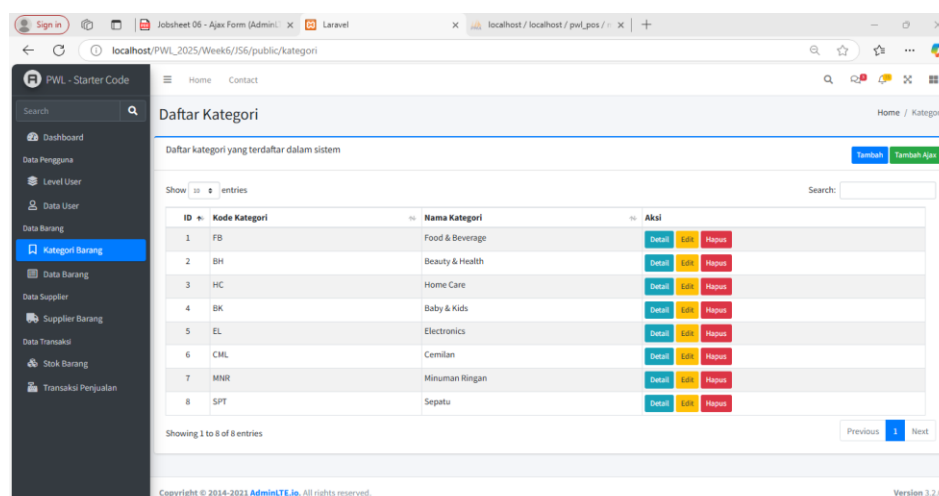 Sign in
Jobsheet 06 - Ajax Form (AdminL
Laravel
localhost / localhost / pwl_pos /
localhost/PWL_2025/Week6/JS6/public/kategori
PWL - Starter Code
Home Contact
Search
Daftar Kategori
Home / Kategor
Dashboard
Data Pengguna
Level User
Data User
Data Barang
Kategori Barang
Data Barang
Data Supplier
Supplier Barang
Data Transaksi
Stok Barang
Transaksi Penjualan
Daftar kategori yang terdaftar dalam sistem
Tambah Tambah Ajax
Show 10 entries
Search:
ID Kode Kategori Nama Kategori Aksi
1 FB Food & Beverage Detail Edit Hapus
2 BH Beauty & Health Detail Edit Hapus
3 HC Home Care Detail Edit Hapus
4 BK Baby & Kids Detail Edit Hapus
5 EL Electronics Detail Edit Hapus
6 CML Cemilan Detail Edit Hapus
7 MNR Minuman Ringan Detail Edit Hapus
8 SPT Sepatu Detail Edit Hapus
Showing 1 to 8 of 8 entries
Previous 1 Next
Copyright © 2014-2021 AdminLTE.io. All rights reserved.
Version 3.2.